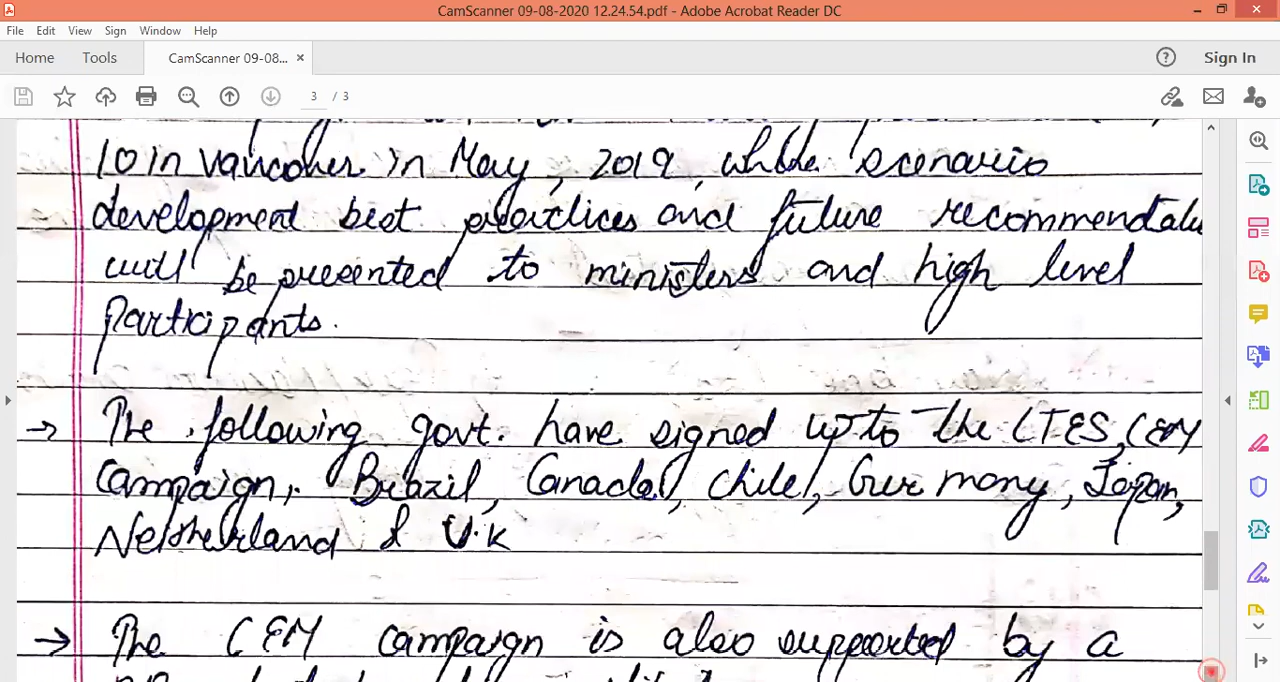 CamScanner 09-08-2020 12.24.54.pdf - Adobe Acrobat Reader DC
File Edit View Sign Window Help
Home Tools CamScanner 09-08... × Sign In
3 / 3
10 in Vancouver in May, 2019, while scenario
development best practices and future recommendat
will be presented to ministers and high level
Participants.
→ The following govt. have signed up to the LTES, CEM
Campaign, Brazil, Canada, Chile, Germany, Japan,
Netherland & U.K
→ The CEM campaign is also supported by a